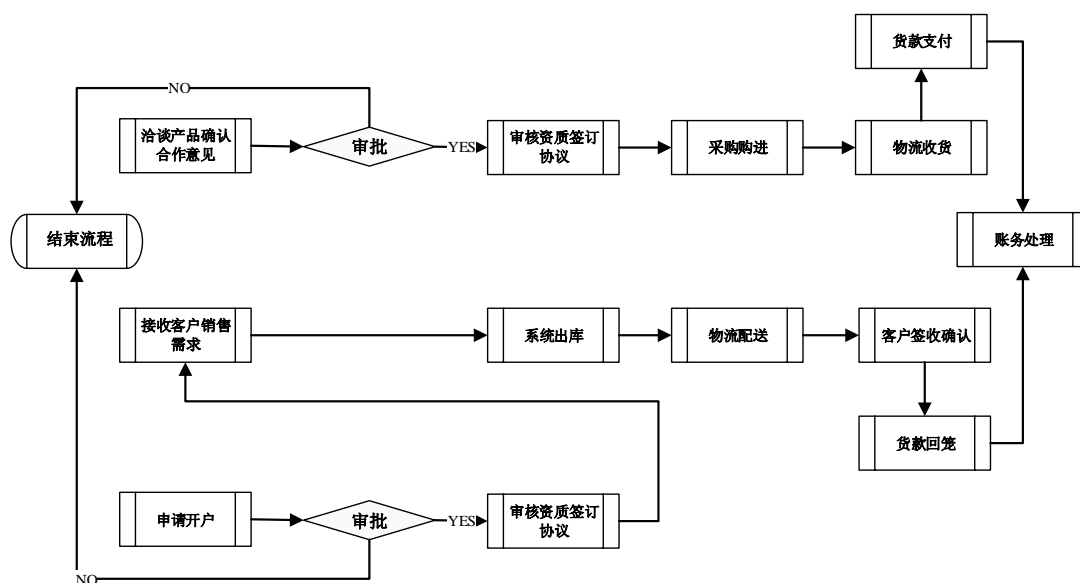 货款支付
NO
洽谈产品确认
合作意见
审批
YES
审核资质签订
协议
采购购进
物流收货
结束流程
账务处理
接收客户销售
需求
系统出库
物流配送
客户签收确认
货款回笼
申请开户
审批
YES
审核资质签订
协议
NO